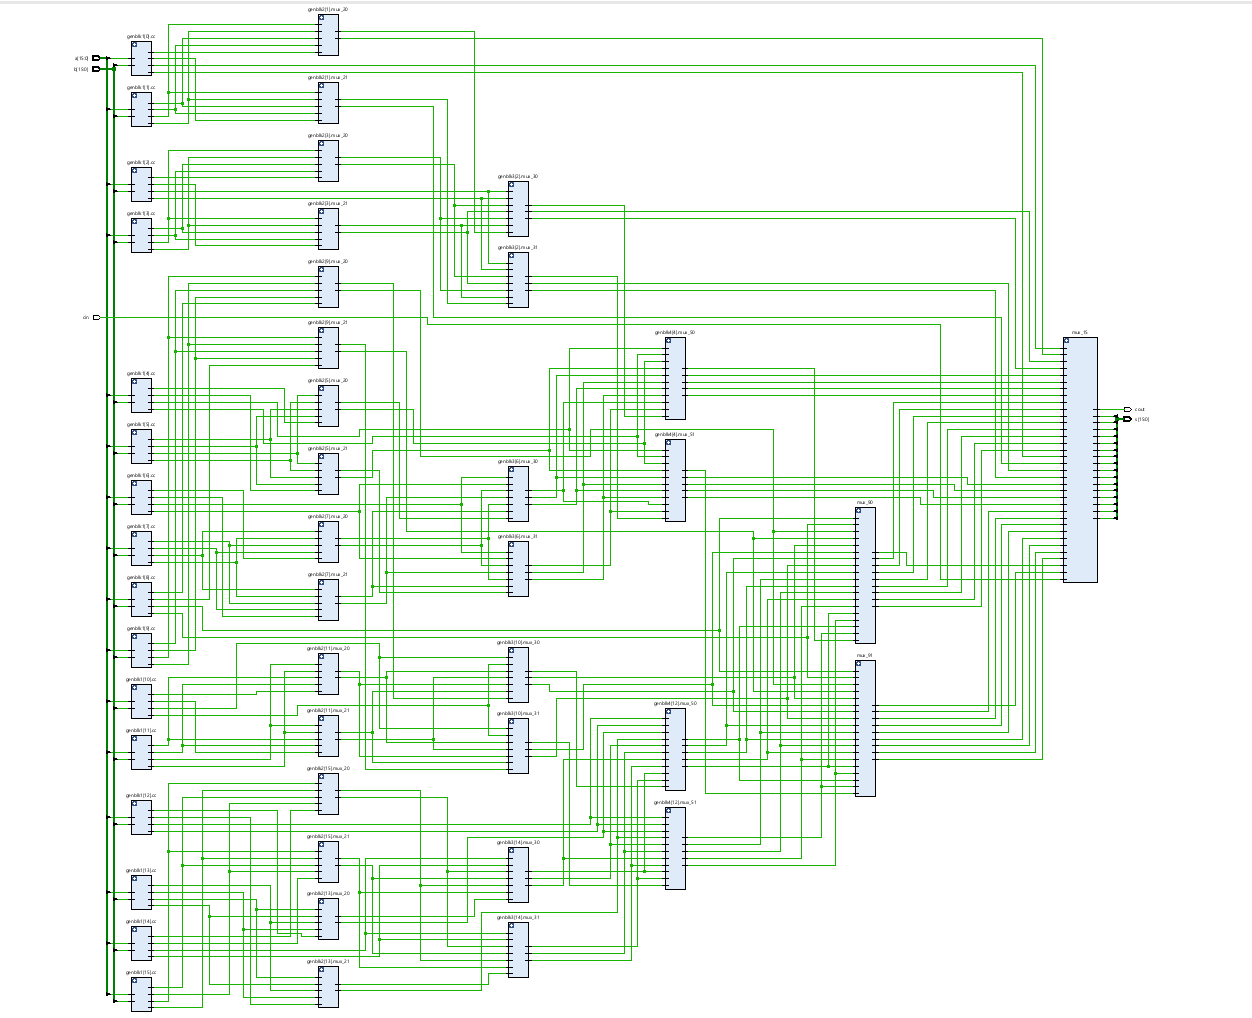 genblk2[1].mux_20
genblk1[0].cc
a[15:0]
b[15:0]
genblk2[1].mux_21
genblk1[1].cc
genblk2[3].mux_20
genblk1[2].cc
genblk3[2].mux_30
genblk2[3].mux_21
genblk1[3].cc
genblk3[2].mux_31
genblk2[9].mux_20
cin
genblk2[9].mux_21
genblk4[4].mux_50
mux_15
genblk1[4].cc
genblk2[5].mux_20
cout
s[15:0]
genblk1[5].cc
genblk4[4].mux_51
genblk2[5].mux_21
genblk3[6].mux_30
genblk1[6].cc
mux_90
genblk2[7].mux_20
genblk1[7].cc
genblk3[6].mux_31
genblk2[7].mux_21
genblk1[8].cc
genblk1[9].cc
genblk3[10].mux_30
genblk2[11].mux_20
mux_91
genblk1[10].cc
genblk4[12].mux_50
genblk2[11].mux_21
genblk3[10].mux_31
genblk1[11].cc
genblk2[15].mux_20
genblk1[12].cc
genblk4[12].mux_51
genblk2[15].mux_21
genblk3[14].mux_30
genblk1[13].cc
genblk2[13].mux_20
genblk3[14].mux_31
genblk1[14].cc
genblk2[13].mux_21
genblk1[15].cc